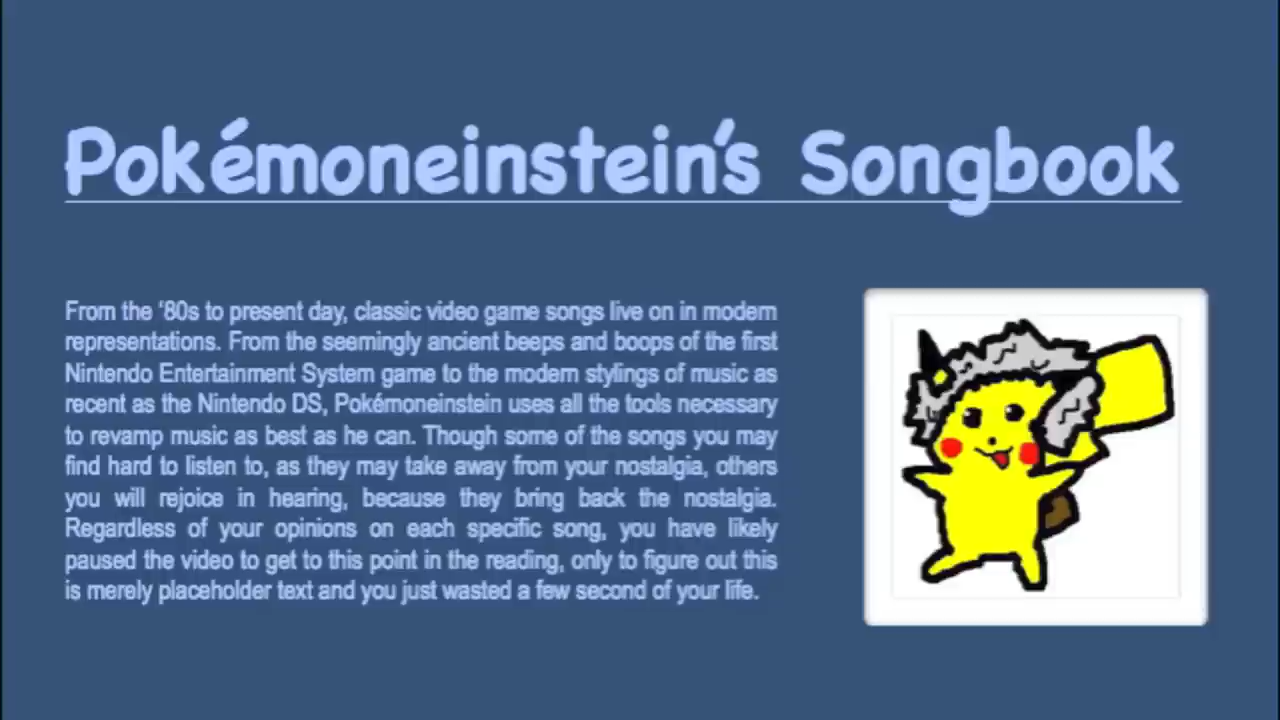 Pokémoneinstein's Songbook
From the ‘80s to present day, classic video game songs live on in modern
representations. From the seemingly ancient beeps and boops of the first
Nintendo Entertainment System game to the modern stylings of music as
recent as the Nintendo DS, Pokémoneinstein uses all the tools necessary
to revamp music as best as he can. Though some of the songs you may
find hard to listen to, as they may take away from your nostalgia, others
you will rejoice in hearing, because they bring back the nostalgia.
Regardless of your opinions on each specific song, you have likely
paused the video to get to this point in the reading, only to figure out this
is merely placeholder text and you just wasted a few second of your life.